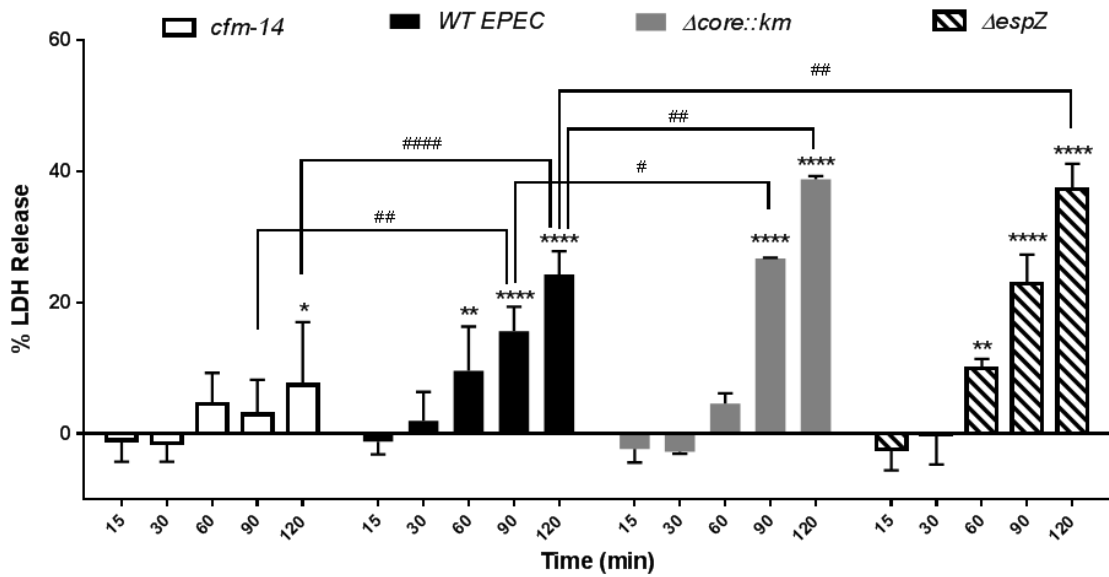 cfm-14 WT EPEC Δcore::km ΔespZ
% LDH Release
60
40
20
0
##
##
####
#
##
* ** **** **** **** **** ** **** ****
15 30 60 90 120 15 30 60 90 120 15 30 60 90 120 15 30 60 90 120
Time (min)